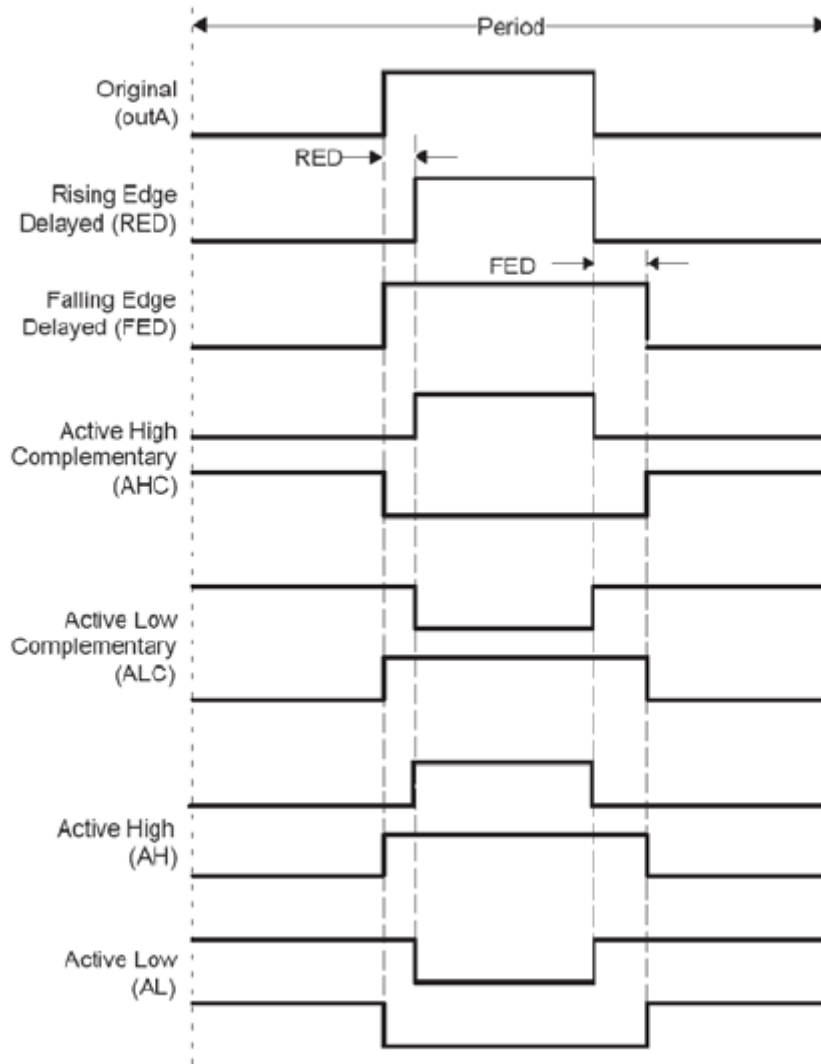 Period
Original
(outA)
RED
Rising Edge
Delayed (RED)
FED
Falling Edge
Delayed (FED)
Active High
Complementary
(AHC)
Active Low
Complementary
(ALC)
Active High
(AH)
Active Low
(AL)